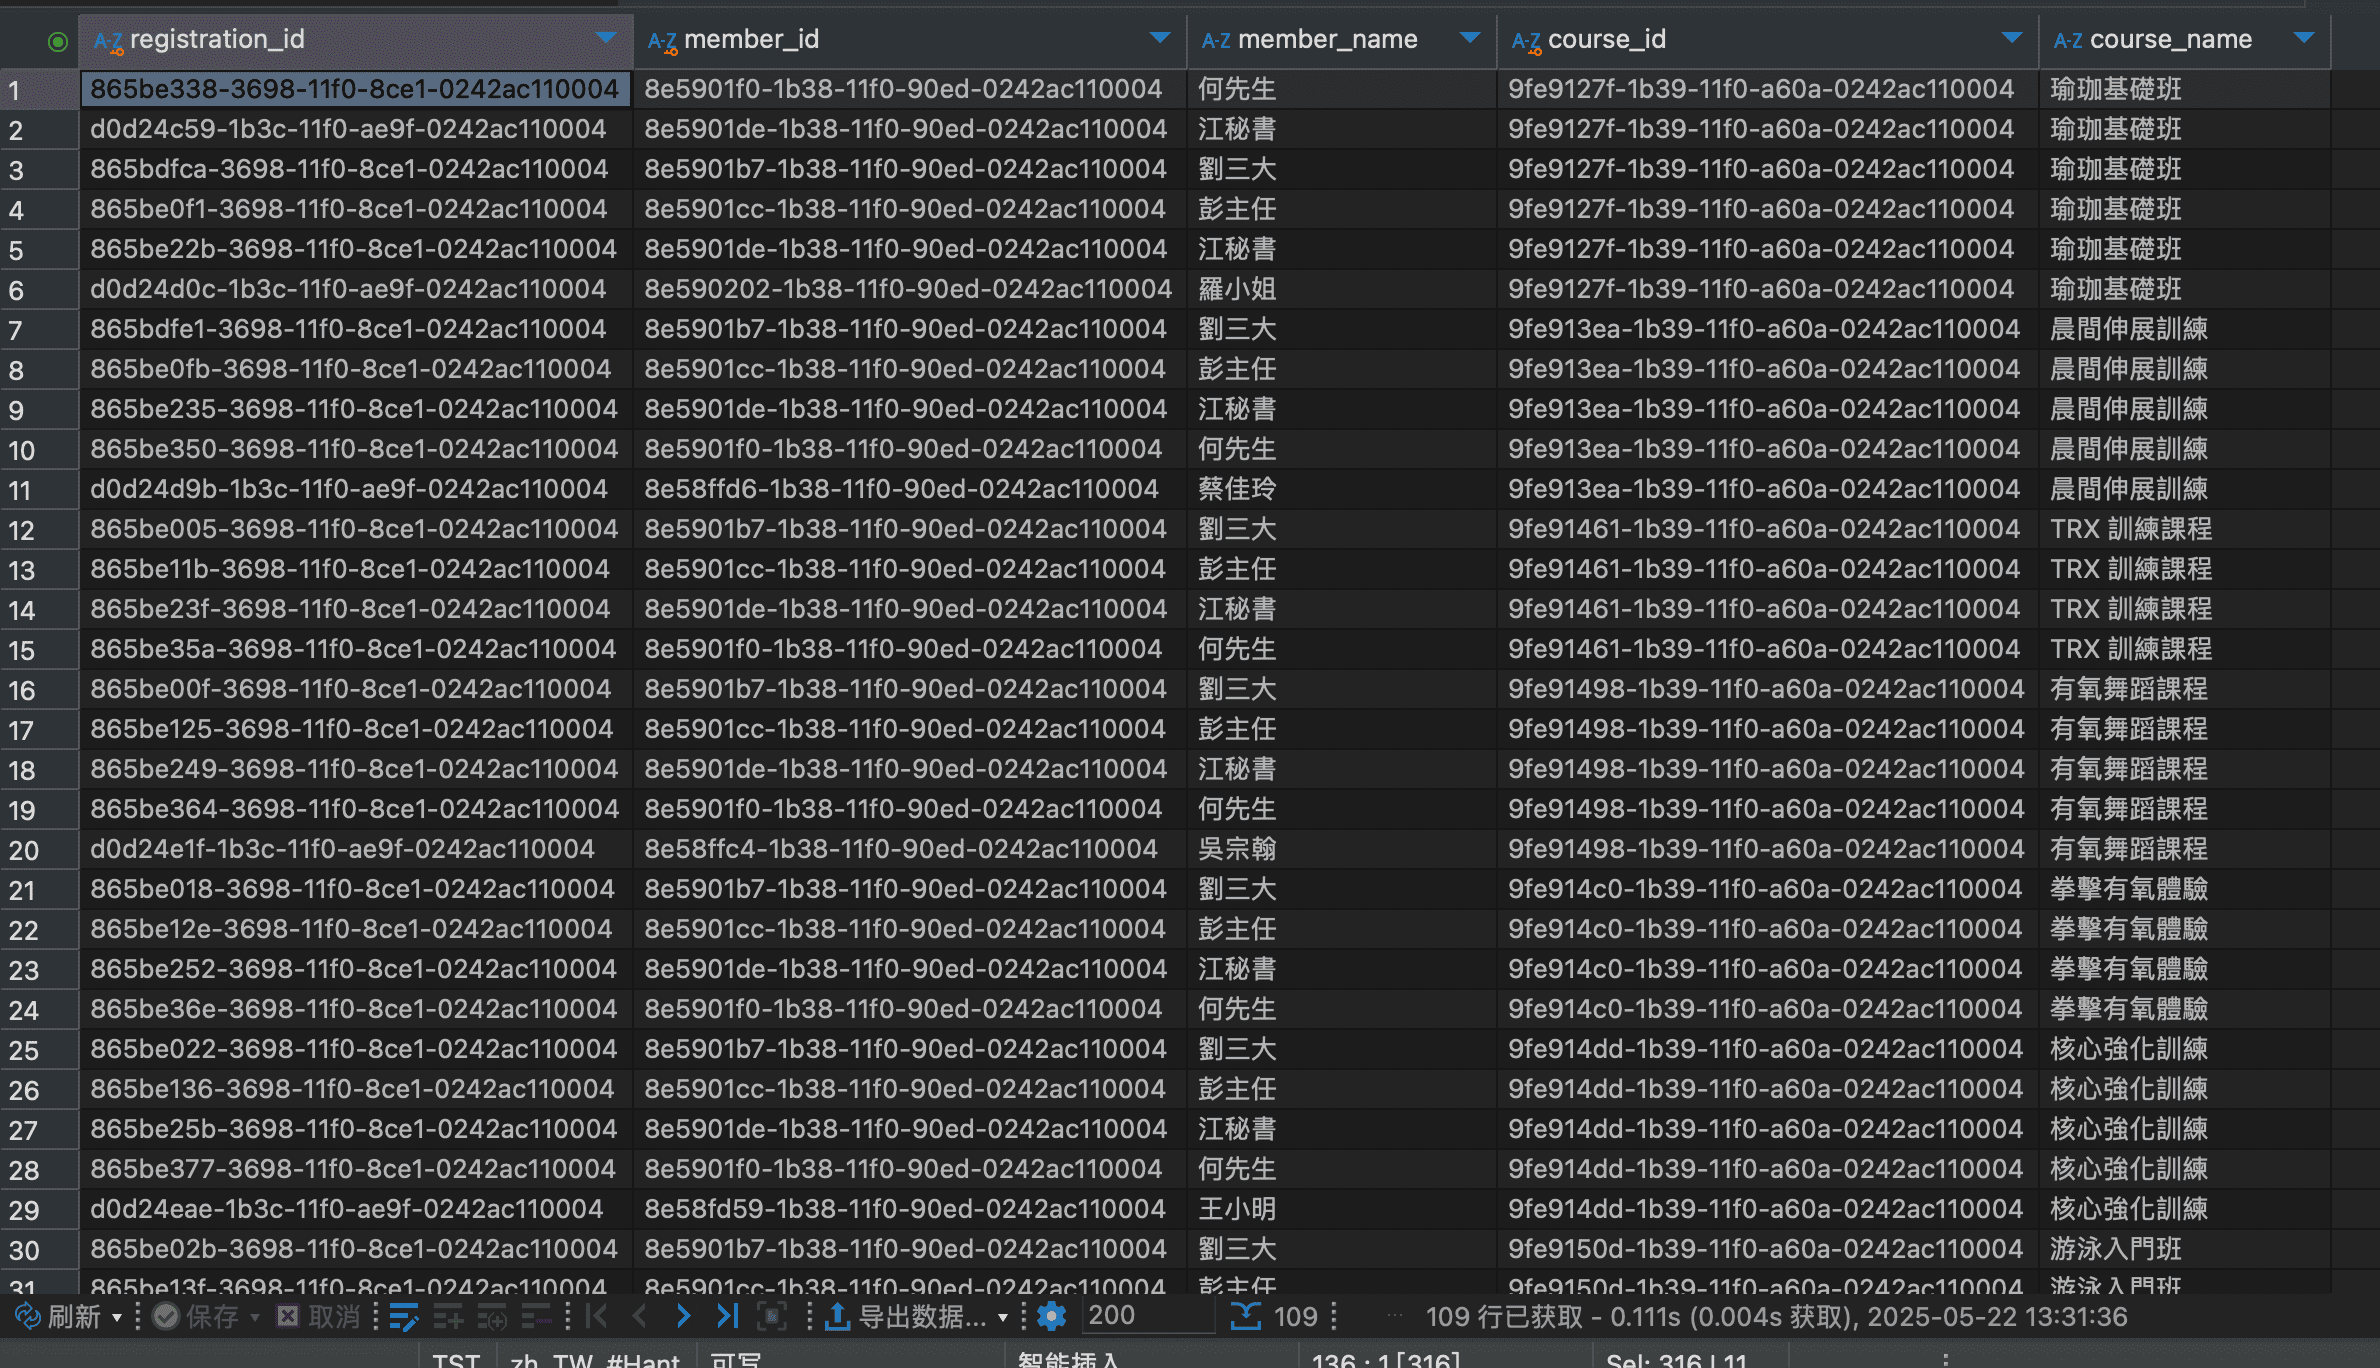 registration_id member_id member_name course_id course_name
1 865be338-3698-11f0-8ce1-0242ac110004 8e5901f0-1b38-11f0-90ed-0242ac110004 何先生 9fe9127f-1b39-11f0-a60a-0242ac110004 瑜珈基礎班
2 d0d24c59-1b3c-11f0-ae9f-0242ac110004 8e5901de-1b38-11f0-90ed-0242ac110004 江秘書 9fe9127f-1b39-11f0-a60a-0242ac110004 瑜珈基礎班
3 865bdfca-3698-11f0-8ce1-0242ac110004 8e5901b7-1b38-11f0-90ed-0242ac110004 劉三大 9fe9127f-1b39-11f0-a60a-0242ac110004 瑜珈基礎班
4 865be0f1-3698-11f0-8ce1-0242ac110004 8e5901cc-1b38-11f0-90ed-0242ac110004 彭主任 9fe9127f-1b39-11f0-a60a-0242ac110004 瑜珈基礎班
5 865be22b-3698-11f0-8ce1-0242ac110004 8e5901de-1b38-11f0-90ed-0242ac110004 江秘書 9fe9127f-1b39-11f0-a60a-0242ac110004 瑜珈基礎班
6 d0d24d0c-1b3c-11f0-ae9f-0242ac110004 8e590202-1b38-11f0-90ed-0242ac110004 羅小姐 9fe9127f-1b39-11f0-a60a-0242ac110004 瑜珈基礎班
7 865bdfe1-3698-11f0-8ce1-0242ac110004 8e5901b7-1b38-11f0-90ed-0242ac110004 劉三大 9fe913ea-1b39-11f0-a60a-0242ac110004 晨間伸展訓練
8 865be0fb-3698-11f0-8ce1-0242ac110004 8e5901cc-1b38-11f0-90ed-0242ac110004 彭主任 9fe913ea-1b39-11f0-a60a-0242ac110004 晨間伸展訓練
9 865be235-3698-11f0-8ce1-0242ac110004 8e5901de-1b38-11f0-90ed-0242ac110004 江秘書 9fe913ea-1b39-11f0-a60a-0242ac110004 晨間伸展訓練
10 865be350-3698-11f0-8ce1-0242ac110004 8e5901f0-1b38-11f0-90ed-0242ac110004 何先生 9fe913ea-1b39-11f0-a60a-0242ac110004 晨間伸展訓練
11 d0d24d9b-1b3c-11f0-ae9f-0242ac110004 8e58ffd6-1b38-11f0-90ed-0242ac110004 蔡佳玲 9fe913ea-1b39-11f0-a60a-0242ac110004 晨間伸展訓練
12 865be005-3698-11f0-8ce1-0242ac110004 8e5901b7-1b38-11f0-90ed-0242ac110004 劉三大 9fe91461-1b39-11f0-a60a-0242ac110004 TRX 訓練課程
13 865be11b-3698-11f0-8ce1-0242ac110004 8e5901cc-1b38-11f0-90ed-0242ac110004 彭主任 9fe91461-1b39-11f0-a60a-0242ac110004 TRX 訓練課程
14 865be23f-3698-11f0-8ce1-0242ac110004 8e5901de-1b38-11f0-90ed-0242ac110004 江秘書 9fe91461-1b39-11f0-a60a-0242ac110004 TRX 訓練課程
15 865be35a-3698-11f0-8ce1-0242ac110004 8e5901f0-1b38-11f0-90ed-0242ac110004 何先生 9fe91461-1b39-11f0-a60a-0242ac110004 TRX 訓練課程
16 865be00f-3698-11f0-8ce1-0242ac110004 8e5901b7-1b38-11f0-90ed-0242ac110004 劉三大 9fe91498-1b39-11f0-a60a-0242ac110004 有氧舞蹈課程
17 865be125-3698-11f0-8ce1-0242ac110004 8e5901cc-1b38-11f0-90ed-0242ac110004 彭主任 9fe91498-1b39-11f0-a60a-0242ac110004 有氧舞蹈課程
18 865be249-3698-11f0-8ce1-0242ac110004 8e5901de-1b38-11f0-90ed-0242ac110004 江秘書 9fe91498-1b39-11f0-a60a-0242ac110004 有氧舞蹈課程
19 865be364-3698-11f0-8ce1-0242ac110004 8e5901f0-1b38-11f0-90ed-0242ac110004 何先生 9fe91498-1b39-11f0-a60a-0242ac110004 有氧舞蹈課程
20 d0d24e1f-1b3c-11f0-ae9f-0242ac110004 8e58ffc4-1b38-11f0-90ed-0242ac110004 吳宗翰 9fe91498-1b39-11f0-a60a-0242ac110004 有氧舞蹈課程
21 865be018-3698-11f0-8ce1-0242ac110004 8e5901b7-1b38-11f0-90ed-0242ac110004 劉三大 9fe914c0-1b39-11f0-a60a-0242ac110004 拳擊有氧體驗
22 865be12e-3698-11f0-8ce1-0242ac110004 8e5901cc-1b38-11f0-90ed-0242ac110004 彭主任 9fe914c0-1b39-11f0-a60a-0242ac110004 拳擊有氧體驗
23 865be252-3698-11f0-8ce1-0242ac110004 8e5901de-1b38-11f0-90ed-0242ac110004 江秘書 9fe914c0-1b39-11f0-a60a-0242ac110004 拳擊有氧體驗
24 865be36e-3698-11f0-8ce1-0242ac110004 8e5901f0-1b38-11f0-90ed-0242ac110004 何先生 9fe914c0-1b39-11f0-a60a-0242ac110004 拳擊有氧體驗
25 865be022-3698-11f0-8ce1-0242ac110004 8e5901b7-1b38-11f0-90ed-0242ac110004 劉三大 9fe914dd-1b39-11f0-a60a-0242ac110004 核心強化訓練
26 865be136-3698-11f0-8ce1-0242ac110004 8e5901cc-1b38-11f0-90ed-0242ac110004 彭主任 9fe914dd-1b39-11f0-a60a-0242ac110004 核心強化訓練
27 865be25b-3698-11f0-8ce1-0242ac110004 8e5901de-1b38-11f0-90ed-0242ac110004 江秘書 9fe914dd-1b39-11f0-a60a-0242ac110004 核心強化訓練
28 865be377-3698-11f0-8ce1-0242ac110004 8e5901f0-1b38-11f0-90ed-0242ac110004 何先生 9fe914dd-1b39-11f0-a60a-0242ac110004 核心強化訓練
29 d0d24eae-1b3c-11f0-ae9f-0242ac110004 8e58fd59-1b38-11f0-90ed-0242ac110004 王小明 9fe914dd-1b39-11f0-a60a-0242ac110004 核心強化訓練
30 865be02b-3698-11f0-8ce1-0242ac110004 8e5901b7-1b38-11f0-90ed-0242ac110004 劉三大 9fe9150d-1b39-11f0-a60a-0242ac110004 游泳入門班
31 865be13f-3698-11f0-8ce1-0242ac110004 8e5901cc-1b38-11f0-90ed-0242ac110004 彭主任 9fe9150d-1b39-11f0-a60a-0242ac110004 游泳入門班
刷新 保存 取消 导出数据... 200 109 ... 109 行已获取 - 0.111s (0.004s 获取), 2025-05-22 13:31:36
TST zh_TW_#Hant 可写 智能插入 136 : 1 [316] Sel: 316 | 11